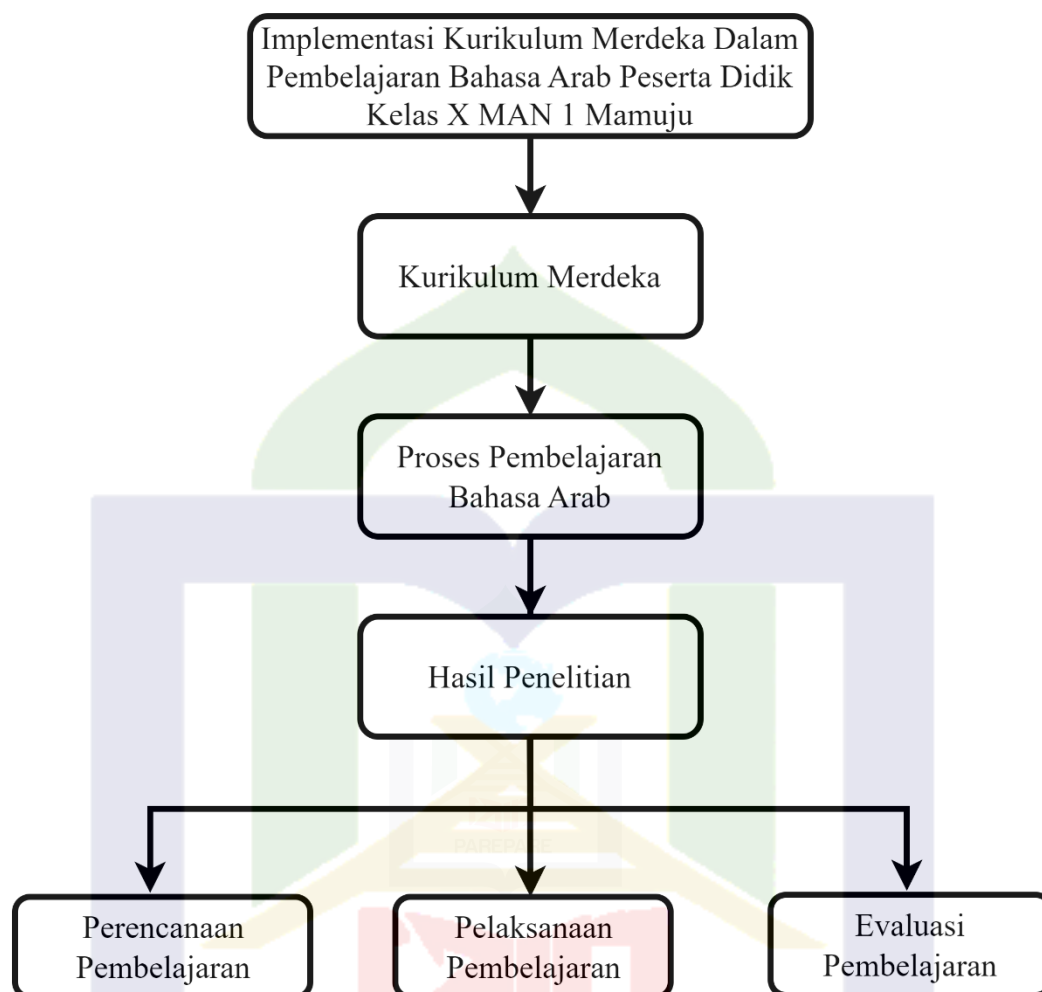 Implementasi Kurikulum Merdeka Dalam
Pembelajaran Bahasa Arab Peserta Didik
Kelas X MAN 1 Mamuju
Kurikulum Merdeka
Proses Pembelajaran
Bahasa Arab
Hasil Penelitian
PAREPARE
Perencanaan
Pembelajaran
Pelaksanaan
Pembelajaran
Evaluasi
Pembelajaran